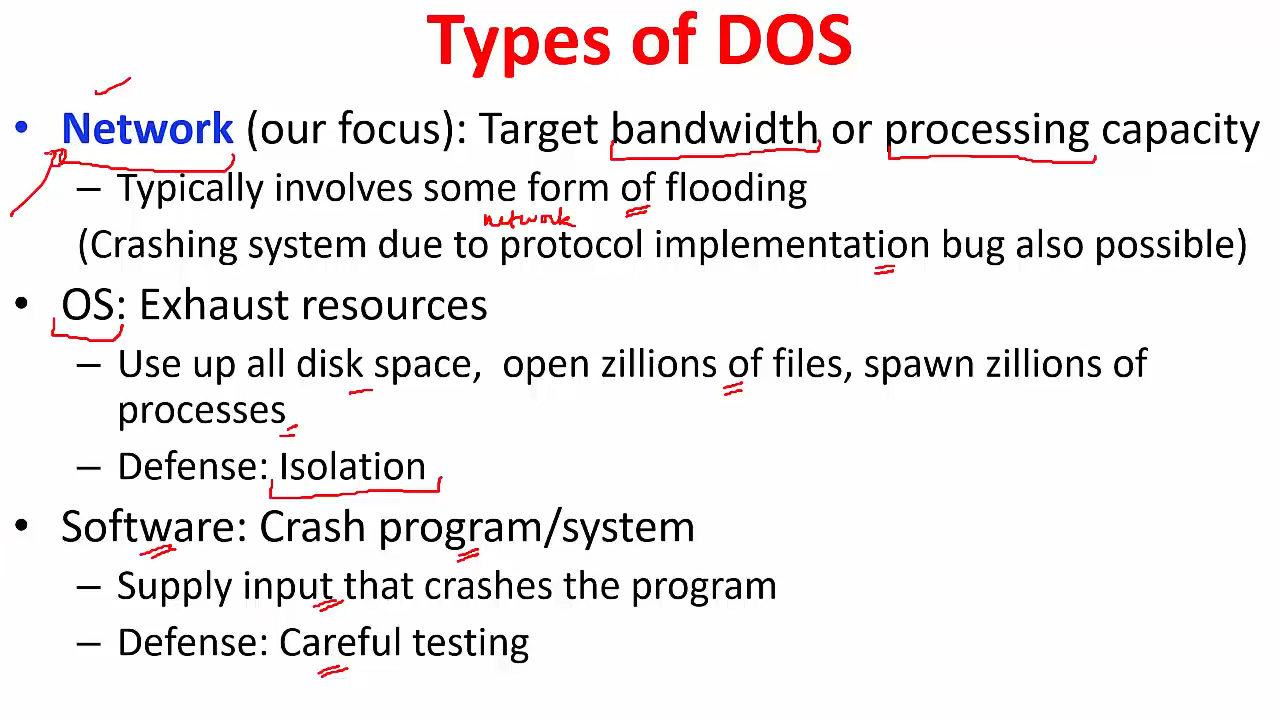 Types of DOS
• Network (our focus): Target bandwidth or processing capacity
– Typically involves some form of flooding
network
(Crashing system due to protocol implementation bug also possible)
• OS: Exhaust resources
– Use up all disk space, open zillions of files, spawn zillions of
processes
– Defense: Isolation
• Software: Crash program/system
– Supply input that crashes the program
– Defense: Careful testing